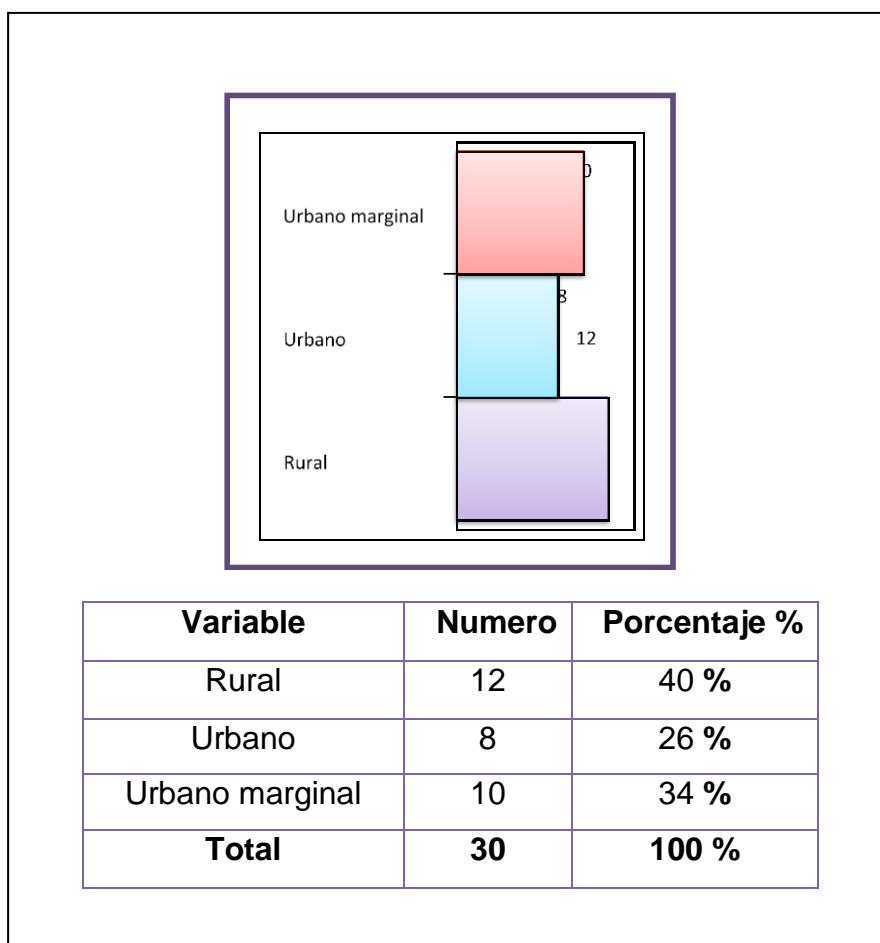 Urbano marginal
8
Urbano
12
Rural
Variable Numero Porcentaje %
Rural 12 40 %
Urbano 8 26 %
Urbano marginal 10 34 %
Total 30 100 %